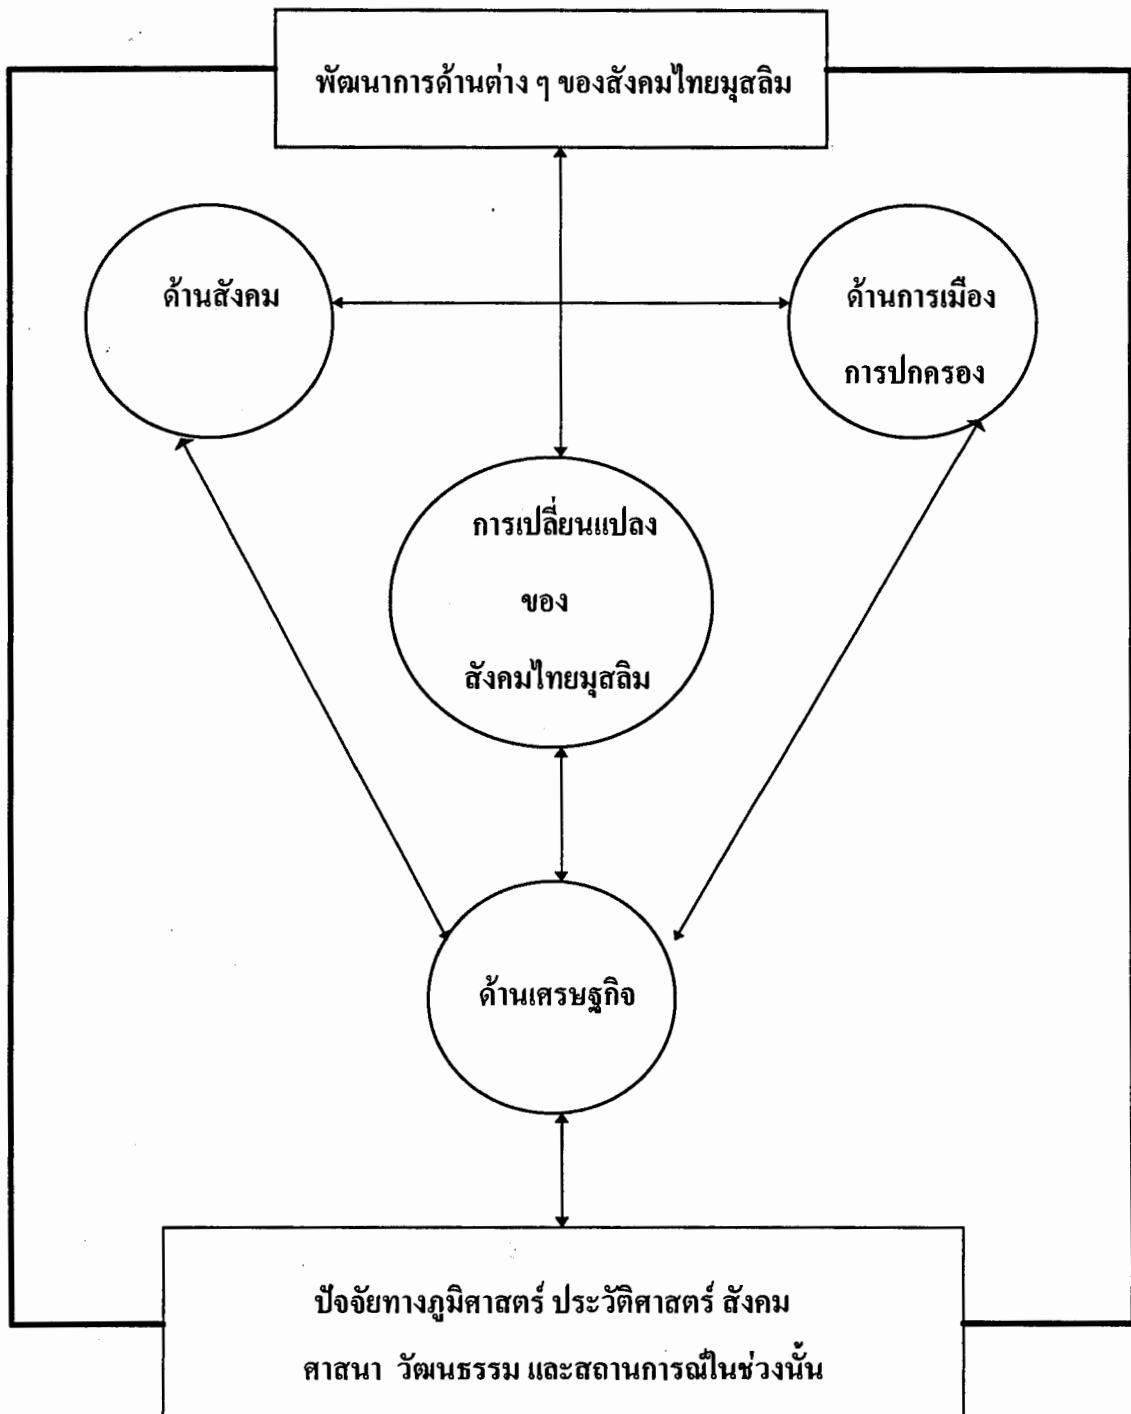 พัฒนาการด้านต่าง ๆ ของสังคมไทยมุสลิม
ด้านสังคม
ด้านการเมือง
การปกครอง
การเปลี่ยนแปลง
ของ
สังคมไทยมุสลิม
ด้านเศรษฐกิจ
ปัจจัยทางภูมิศาสตร์ ประวัติศาสตร์ สังคม
ศาสนา วัฒนธรรม และสถานการณ์ในช่วงนั้น